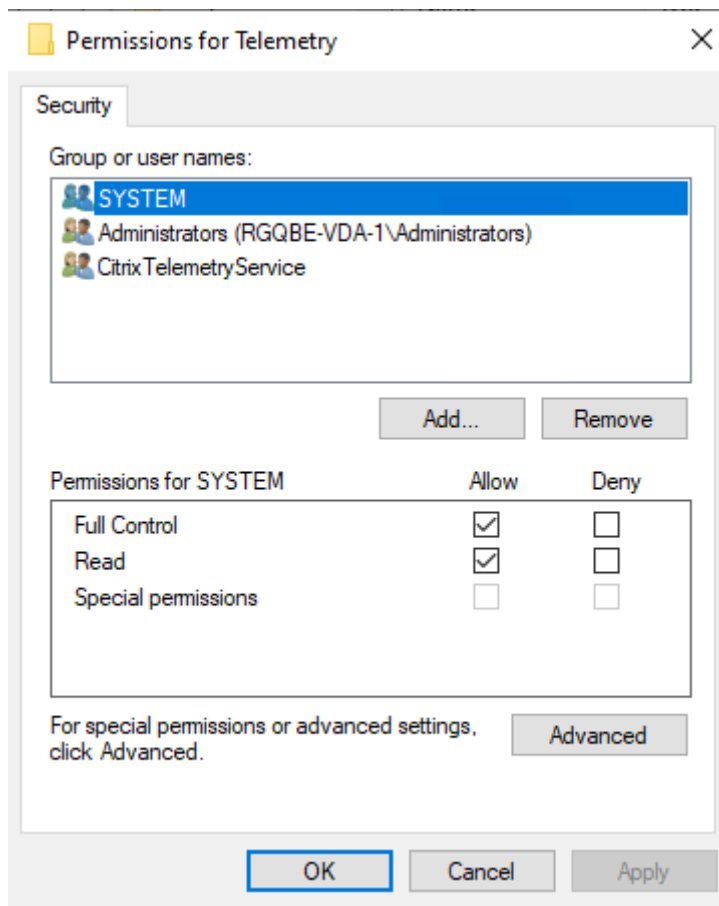 Permissions for Telemetry
Security
Group or user names:
SYSTEM
Administrators (RGQBE-VDA-1\Administrators)
CitrixTelemetryService
Add... Remove
Permissions for SYSTEM Allow Deny
Full Control
Read
Special permissions
For special permissions or advanced settings,
click Advanced.
Advanced
OK Cancel Apply